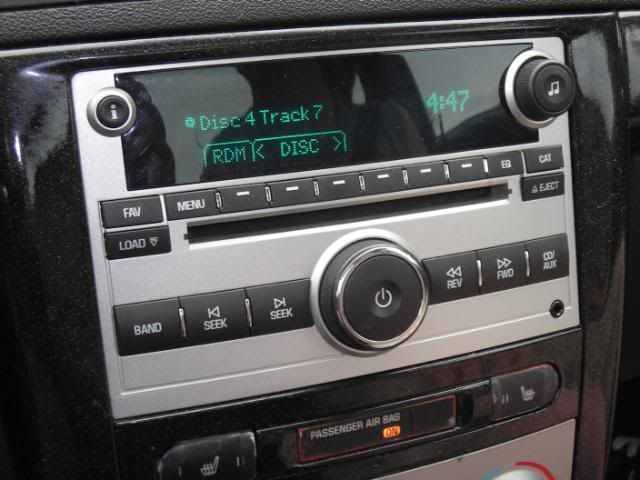 i
Disc 4 Track 7
4:47
RDM < DISC >
MENU
EQ
CAT
FAV
EJECT
LOAD
BAND
SEEK
SEEK
REV
FWD
CD/
AUX
PASSENGER AIR BAG
ON